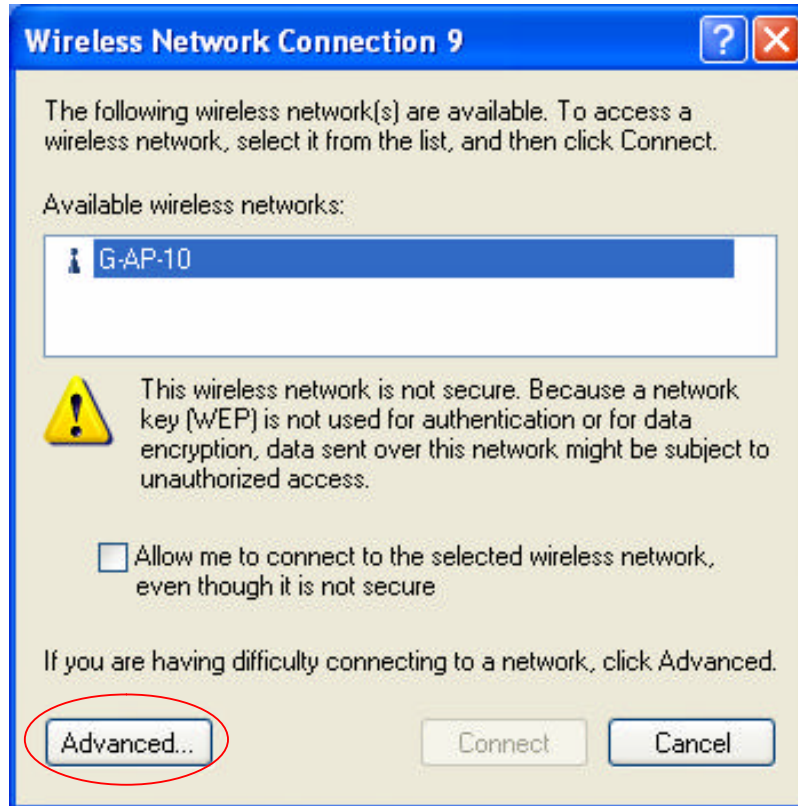 Wireless Network Connection 9
The following wireless network(s) are available. To access a
wireless network, select it from the list, and then click Connect.
Available wireless networks:
G-AP-10
This wireless network is not secure. Because a network
key (WEP) is not used for authentication or for data
encryption, data sent over this network might be subject to
unauthorized access.
Allow me to connect to the selected wireless network,
even though it is not secure
If you are having difficulty connecting to a network, click Advanced.
Advanced... Connect Cancel